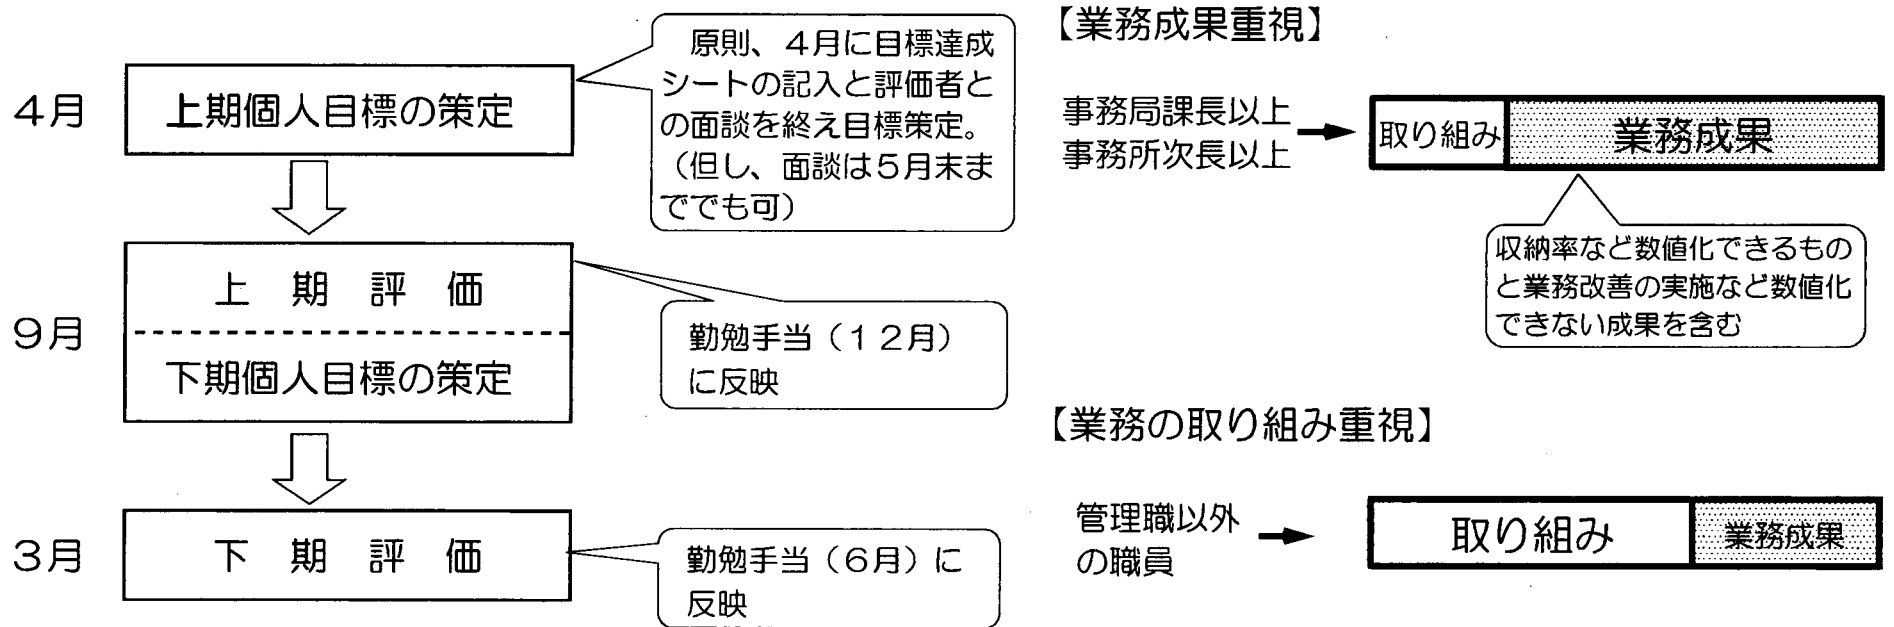 4月
上期個人目標の策定
原則、4月に目標達成
シートの記入と評価者と
の面談を終え目標策定。
(但し、面談は5月末ま
ででも可)
9月
上 期 評 価
下期個人目標の策定
勤勉手当(12月)
に反映
3月
下 期 評 価
勤勉手当(6月)に
反映
【業務成果重視】
事務局課長以上
事務所次長以上
取り組み
業務成果
収納率など数値化できるもの
と業務改善の実施など数値化
できない成果を含む
【業務の取り組み重視】
管理職以外
の職員
取り組み
業務成果